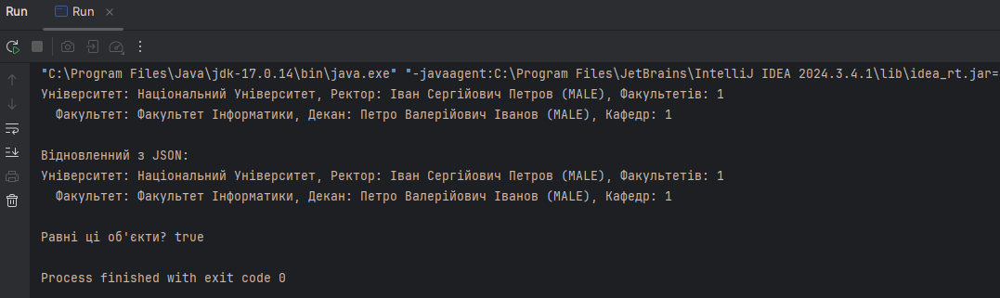 Run Run
"C:\Program Files\Java\jdk-17.0.14\bin\java.exe" "-javaagent:C:\Program Files\JetBrains\IntelliJ IDEA 2024.3.4.1\lib\idea_rt.jar=
Університет: Національний Університет, Ректор: Іван Сергійович Петров (MALE), Факультетів: 1
Факультет: Факультет Інформатики, Декан: Петро Валерійович Іванов (MALE), Кафедр: 1
Відновленний з JSON:
Університет: Національний Університет, Ректор: Іван Сергійович Петров (MALE), Факультетів: 1
Факультет: Факультет Інформатики, Декан: Петро Валерійович Іванов (MALE), Кафедр: 1
Равні ці об'єкти? true
Process finished with exit code 0